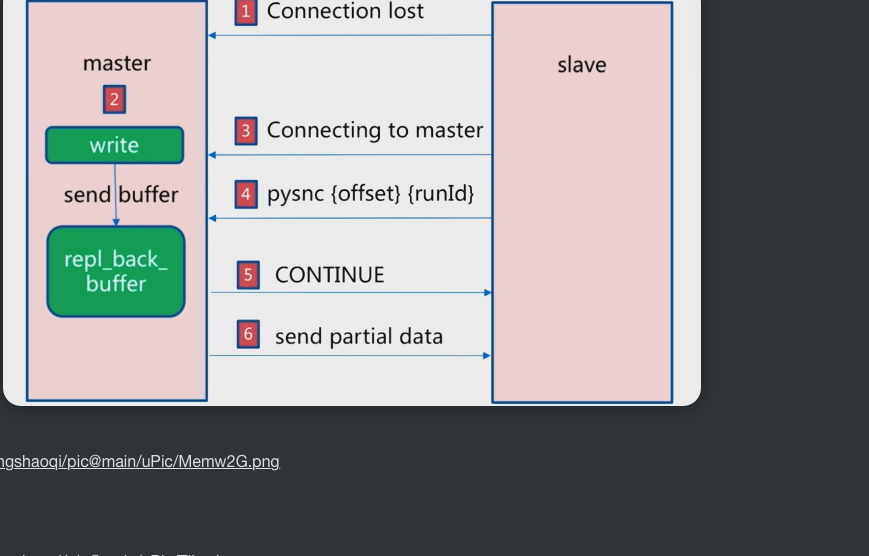 1 Connection lost
master
slave
2
3 Connecting to master
write
4 pysnc {offset} {runId}
send buffer
repl_back_
buffer
5 CONTINUE
6 send partial data
ngshaoqi/pic@main/uPic/Memw2G.png